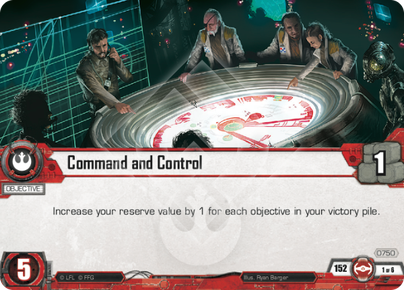 Command and Control
1
OBJECTIVE
Increase your reserve value by 1 for each objective in your victory pile.
0750
5
© LFL © FFG
Illus. Ryan Barger
152
1 of 6